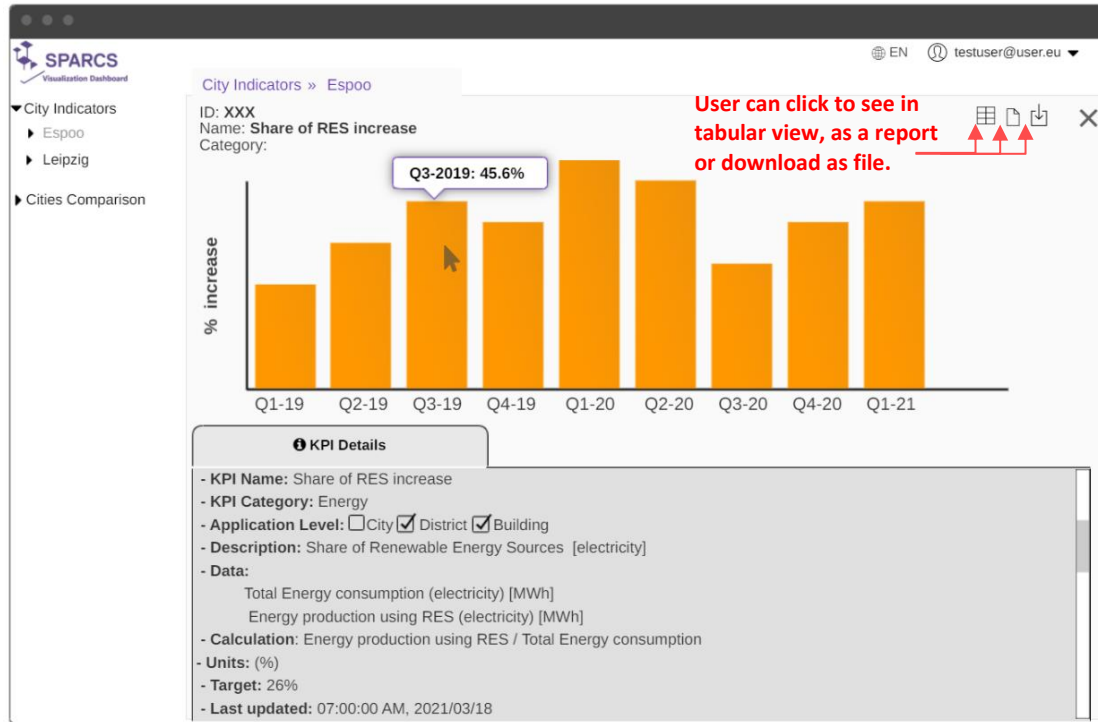 SPARCS
Visualization Dashboard
EN testuser@user.eu
City Indicators » Espoo
City Indicators
Espoo
Leipzig
Cities Comparison
ID: XXX
Name: Share of RES increase
Category:
User can click to see in
tabular view, as a report
or download as file.
Q3-2019: 45.6%
% increase
Q1-19 Q2-19 Q3-19 Q4-19 Q1-20 Q2-20 Q3-20 Q4-20 Q1-21
KPI Details
- KPI Name: Share of RES increase
- KPI Category: Energy
- Application Level: City District Building
- Description: Share of Renewable Energy Sources [electricity]
- Data:
Total Energy consumption (electricity) [MWh]
Energy production using RES (electricity) [MWh]
- Calculation: Energy production using RES / Total Energy consumption
- Units: (%)
- Target: 26%
- Last updated: 07:00:00 AM, 2021/03/18